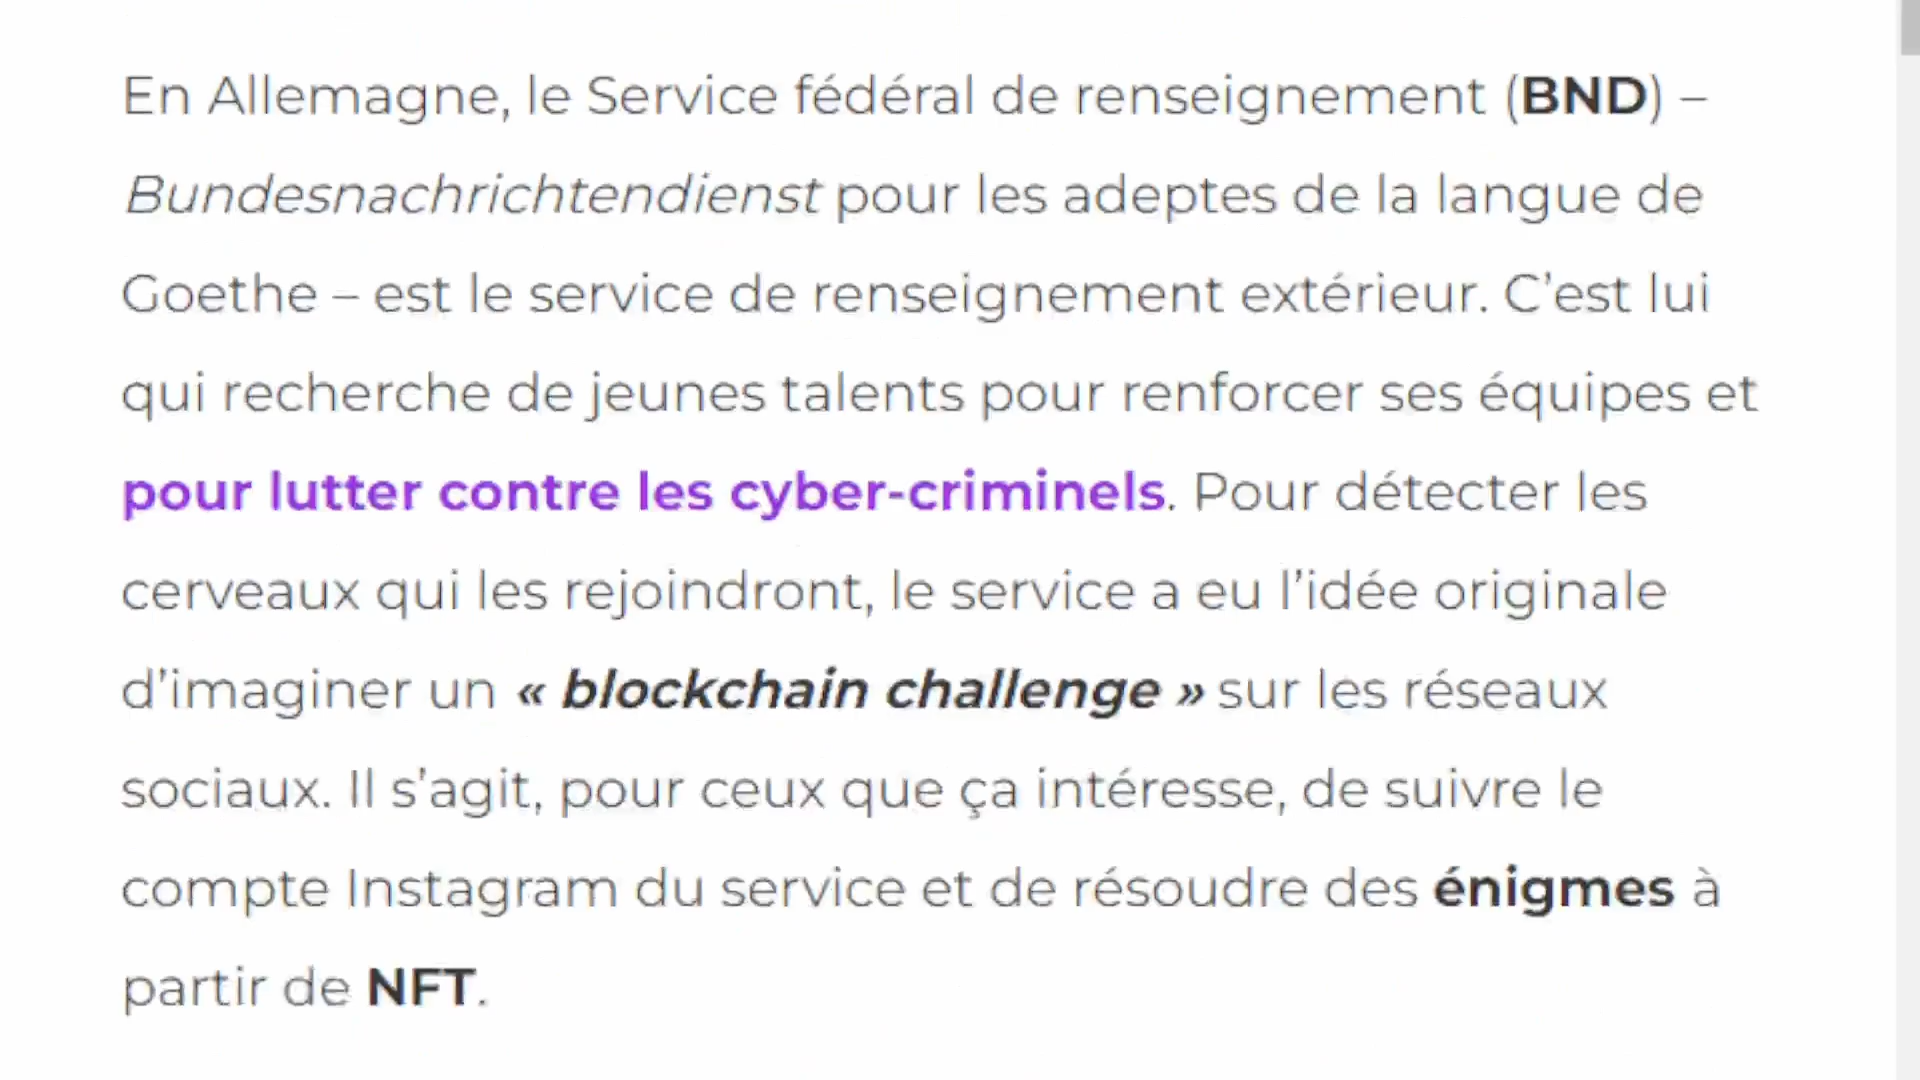 En Allemagne, le Service fédéral de renseignement (BND) –
Bundesnachrichtendienst pour les adeptes de la langue de
Goethe – est le service de renseignement extérieur. C’est lui
qui recherche de jeunes talents pour renforcer ses équipes et
pour lutter contre les cyber-criminels. Pour détecter les
cerveaux qui les rejoindront, le service a eu l’idée originale
d’imaginer un « blockchain challenge » sur les réseaux
sociaux. Il s’agit, pour ceux que ça intéresse, de suivre le
compte Instagram du service et de résoudre des énigmes à
partir de NFT.